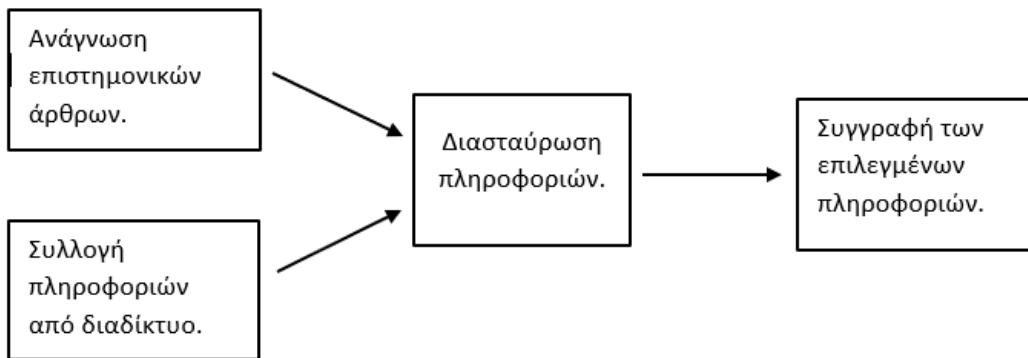 Ανάγνωση
επιστημονικών
άρθρων.
Συλλογή
πληροφοριών
από διαδίκτυο.
Διασταύρωση
πληροφοριών.
Συγγραφή των
επιλεγμένων
πληροφοριών.